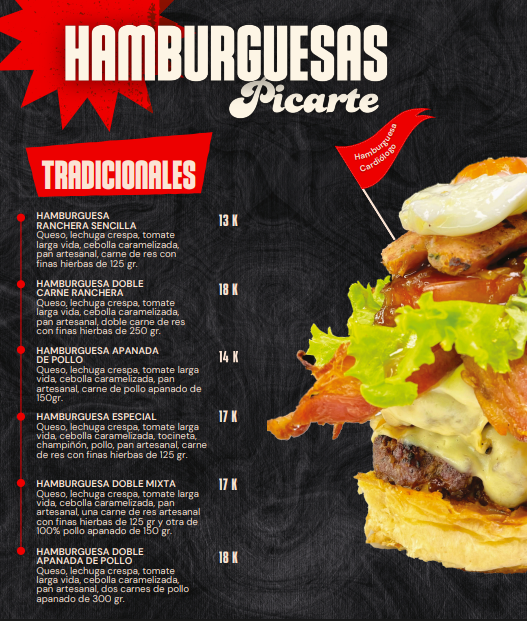 HAMBURGUESAS
Picarte
Hamburguesa
Cardiólogo
TRADICIONALES
HAMBURGUESA
RANCHERA SENCILLA
13 K
Queso, lechuga crespa, tomate
larga vida, cebolla caramelizada,
pan artesanal, carne de res con
finas hierbas de 125 gr.
HAMBURGUESA DOBLE
CARNE RANCHERA
18 K
Queso, lechuga crespa, tomate
larga vida, cebolla caramelizada,
pan artesanal, doble carne de res
con finas hierbas de 250 gr.
HAMBURGUESA APANADA
DE POLLO
14 K
Queso, lechuga crespa, tomate larga
vida, cebolla caramelizada, pan
artesanal, carne de pollo apanado de
150gr.
HAMBURGUESA ESPECIAL
17 K
Queso, lechuga crespa, tomate larga
vida, cebolla caramelizada, tocineta,
champiñón, pollo, pan artesanal, carne
de res con finas hierbas de 125 gr.
HAMBURGUESA DOBLE MIXTA
17 K
Queso, lechuga crespa, tomate larga
vida, cebolla caramelizada, pan
artesanal, una carne de res artesanal
con finas hierbas de 125 gr y otra de
100% pollo apanado de 150 gr.
HAMBURGUESA DOBLE
APANADA DE POLLO
18 K
Queso, lechuga crespa, tomate larga
vida, cebolla caramelizada,
pan artesanal, dos carnes de pollo
apanado de 300 gr.